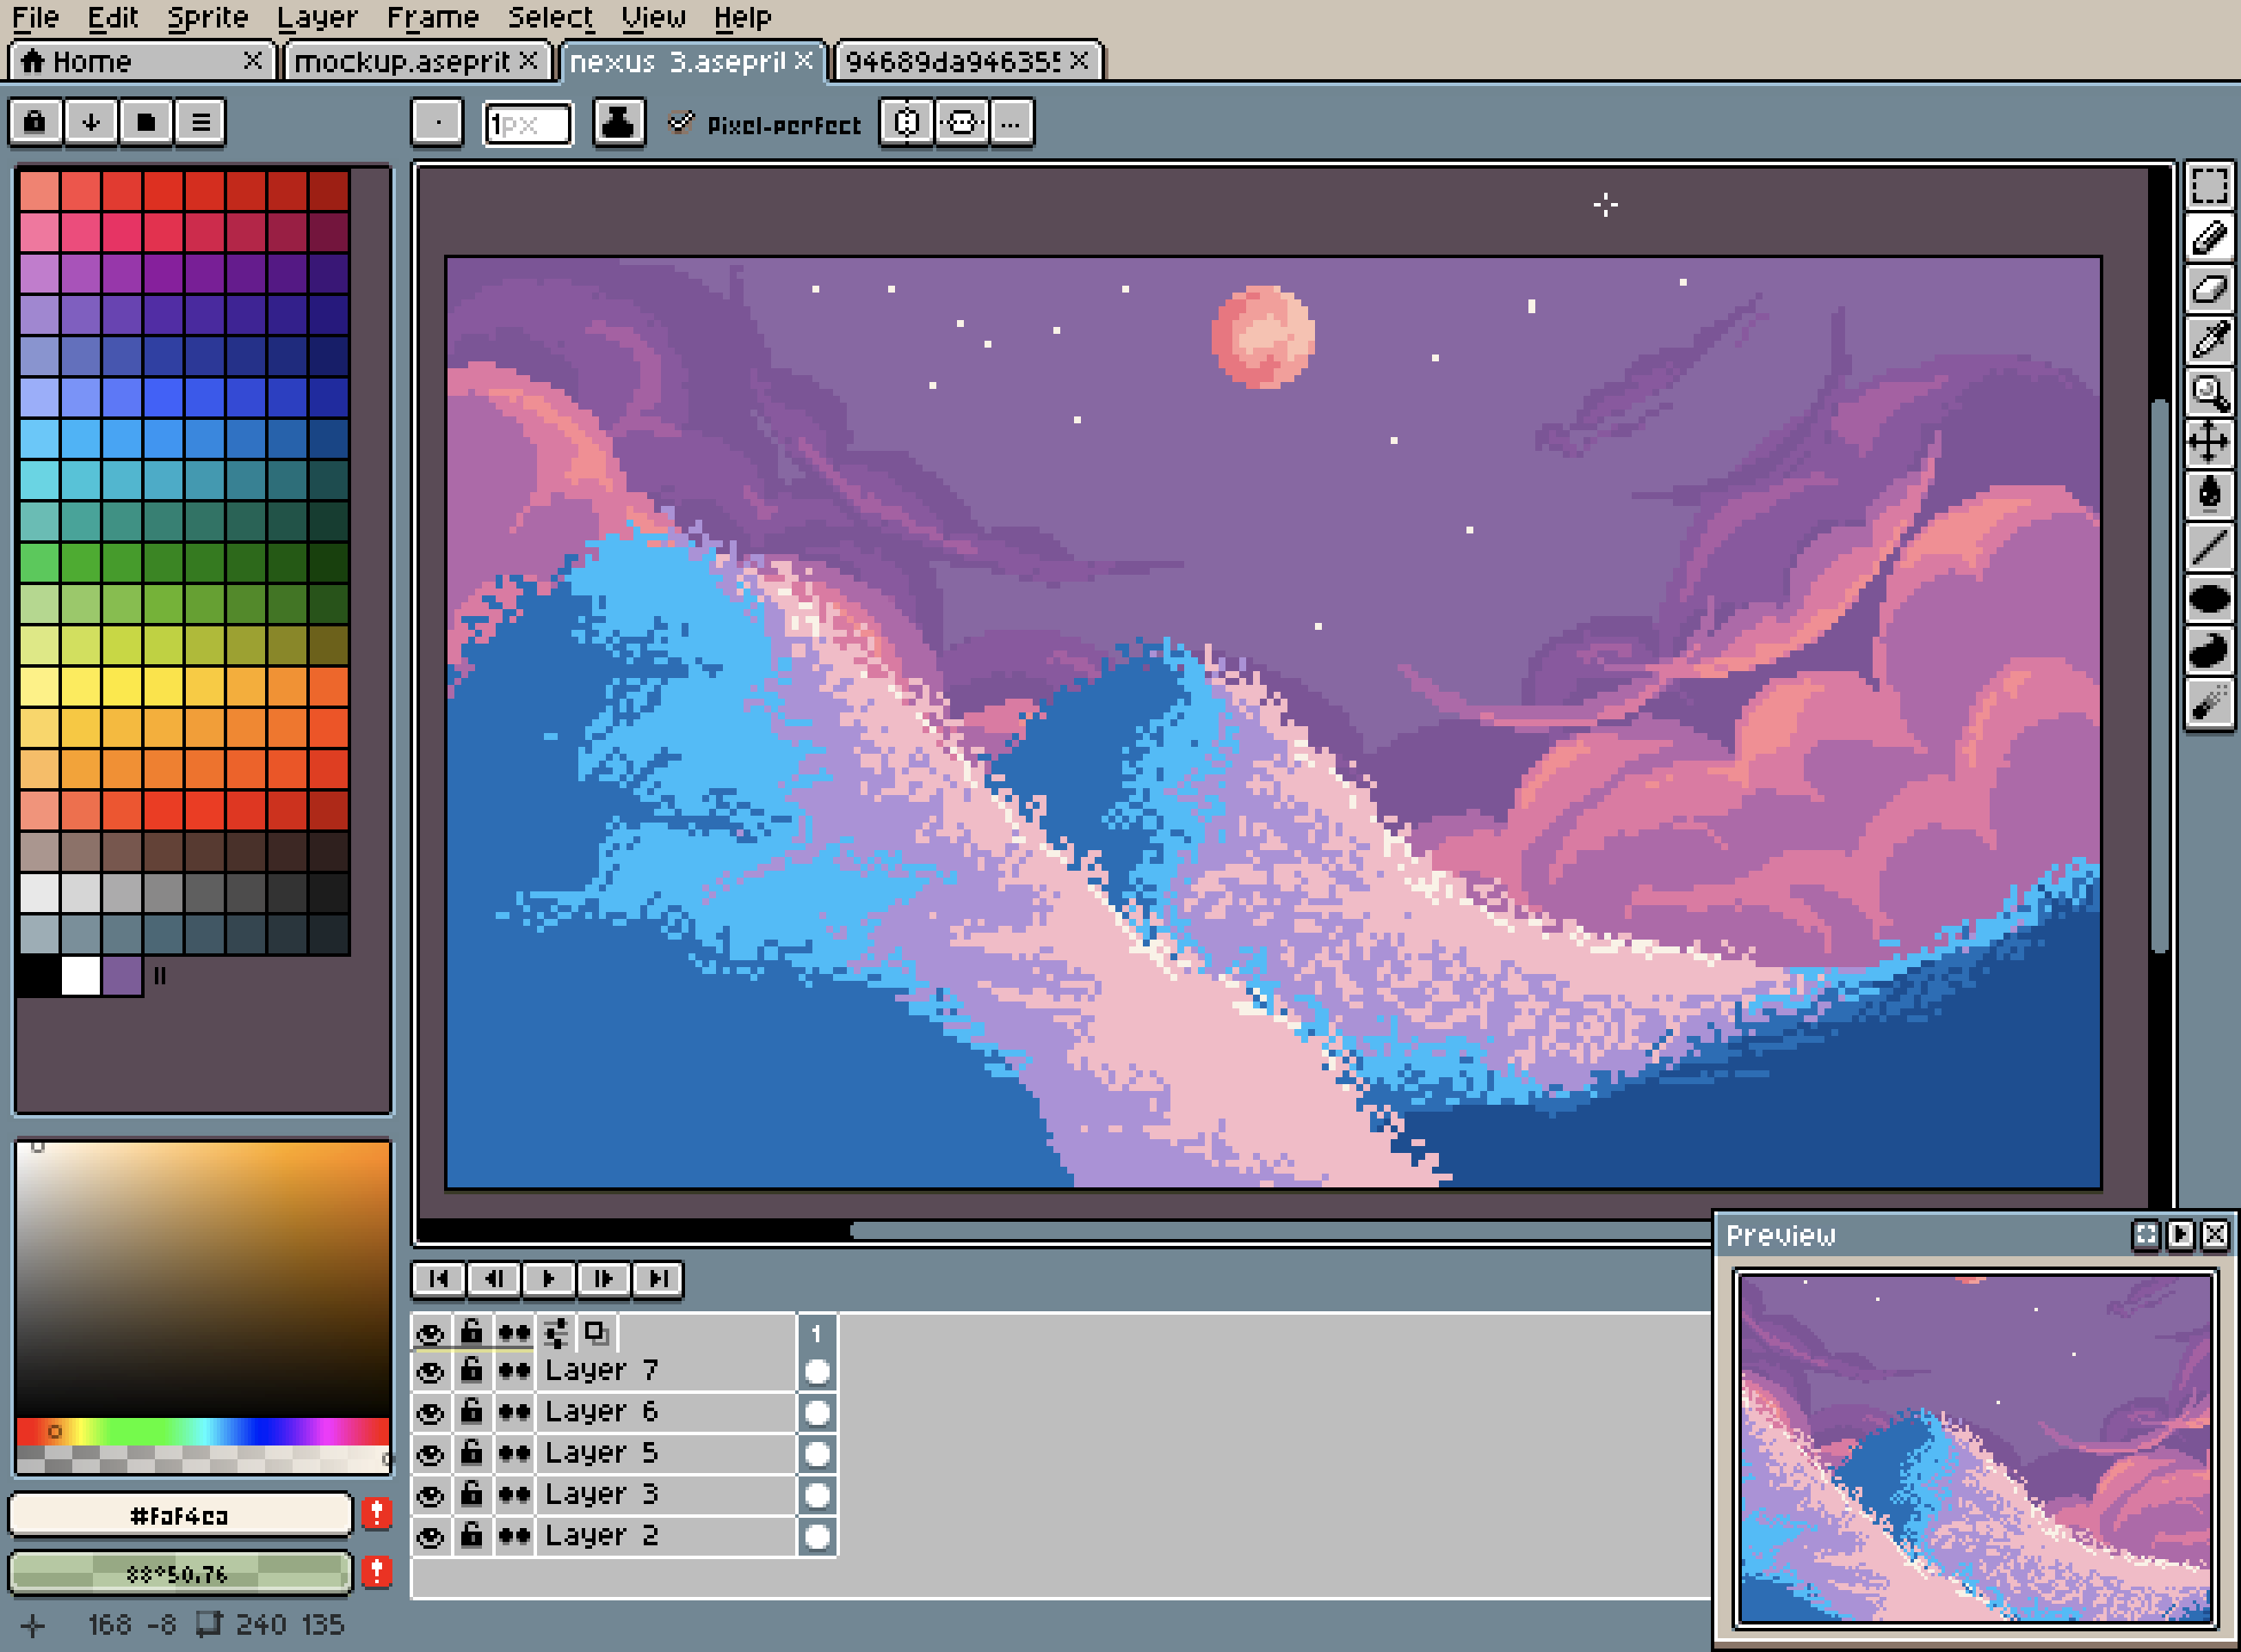 File Edit Sprite Layer Frame Select View Help
Home mockup.aseprit nexus 3.asepril 94689da946355
1px Pixel-perfect ...
Preview
1
Layer 7
Layer 6
Layer 5
Layer 3
Layer 2
#faf4ea
88°50.76
168 -8 240 135